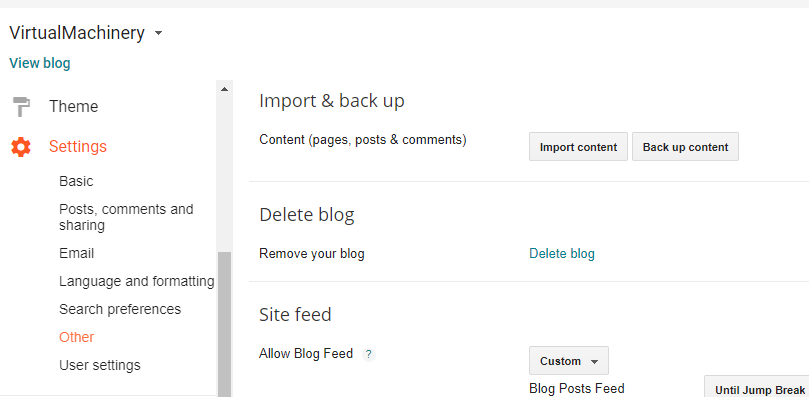 VirtualMachinery
View blog
Theme
Settings
Basic
Posts, comments and
sharing
Email
Language and formatting
Search preferences
Other
User settings
Import & back up
Content (pages, posts & comments)
Import content
Back up content
Delete blog
Remove your blog
Delete blog
Site feed
Allow Blog Feed ?
Custom
Blog Posts Feed
Until Jump Break